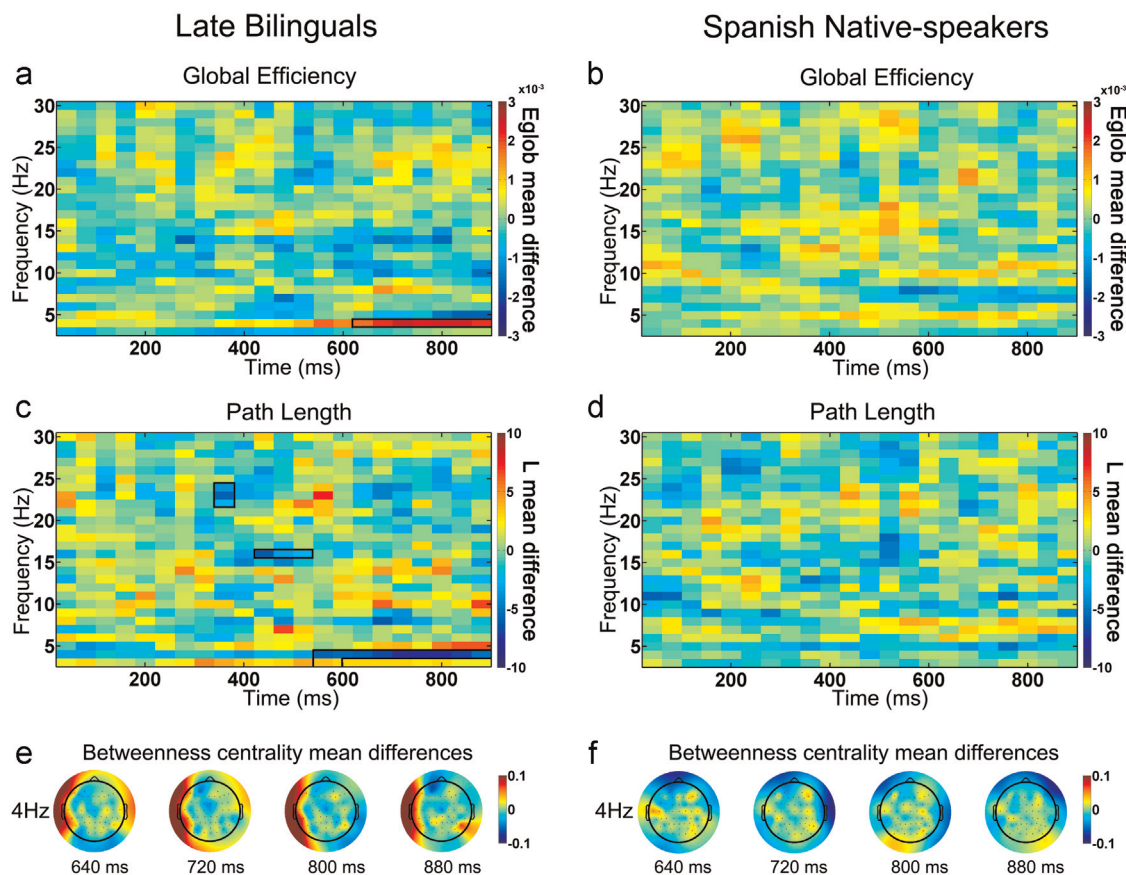 Late Bilinguals
Spanish Native-speakers
a
Global Efficiency
b
Global Efficiency
Frequency (Hz)
30
25
20
15
10
5
200 400 600 800
Time (ms)
x10⁻³
3
2
1
0
-1
-2
-3
Eglob mean difference
Frequency (Hz)
30
25
20
15
10
5
200 400 600 800
Time (ms)
x10⁻³
3
2
1
0
-1
-2
-3
Eglob mean difference
c
Path Length
d
Path Length
Frequency (Hz)
30
25
20
15
10
5
200 400 600 800
Time (ms)
10
5
0
-5
-10
L mean difference
Frequency (Hz)
30
25
20
15
10
5
200 400 600 800
Time (ms)
10
5
0
-5
-10
L mean difference
e
Betweenness centrality mean differences
4Hz
640 ms 720 ms 800 ms 880 ms
0.1
0
-0.1
f
Betweenness centrality mean differences
4Hz
640 ms 720 ms 800 ms 880 ms
0.1
0
-0.1